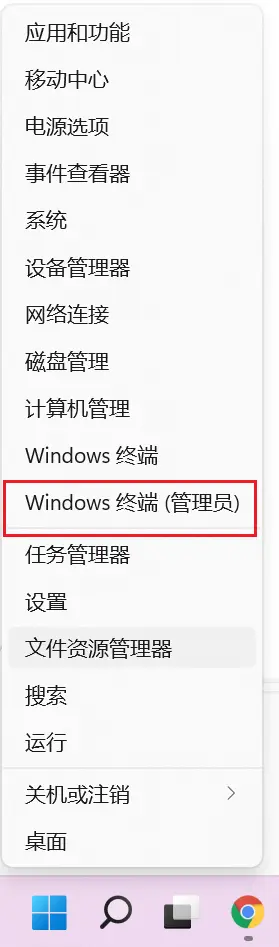 应用和功能
移动中心
电源选项
事件查看器
系统
设备管理器
网络连接
磁盘管理
计算机管理
Windows 终端
Windows 终端 (管理员)
任务管理器
设置
文件资源管理器
搜索
运行
关机或注销
桌面